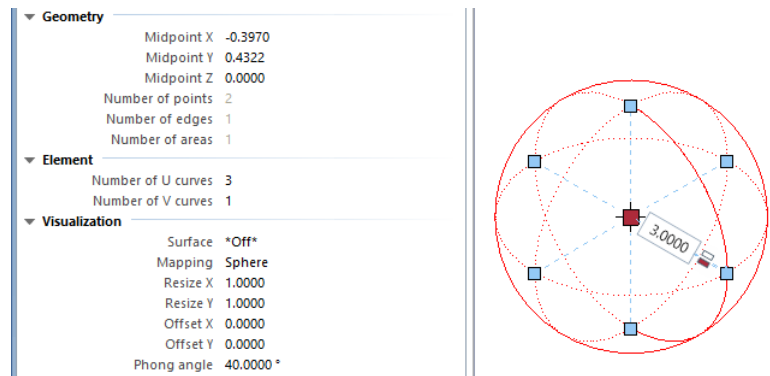 Geometry
Midpoint X -0.3970
Midpoint Y 0.4322
Midpoint Z 0.0000
Number of points 2
Number of edges 1
Number of areas 1
Element
Number of U curves 3
Number of V curves 1
Visualization
Surface *Off*
Mapping Sphere
Resize X 1.0000
Resize Y 1.0000
Offset X 0.0000
Offset Y 0.0000
Phong angle 40.0000 °
3.0000